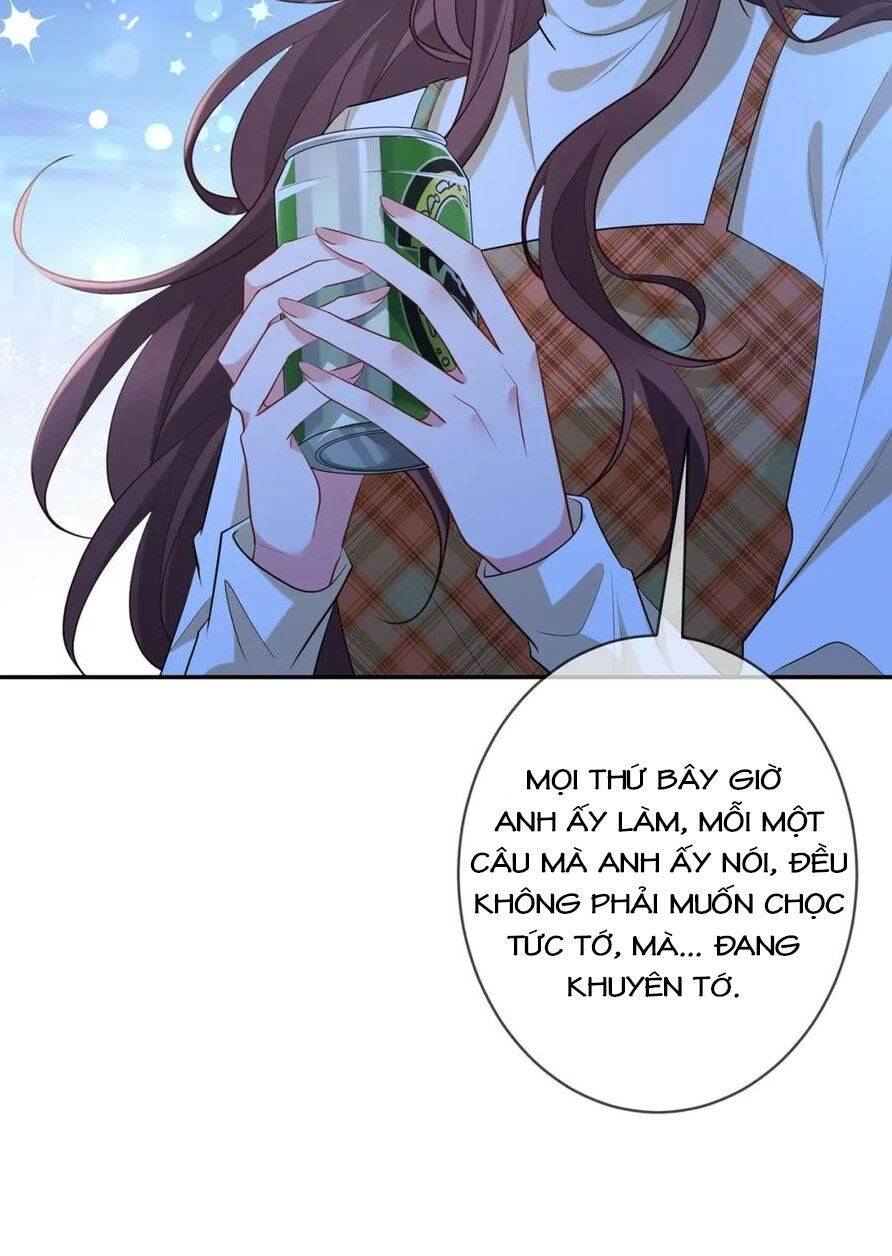 MỌI THỨ BÂY GIỜ
ANH ẤY LÀM, MỖI MỘT
CÂU MÀ ANH ẤY NÓI, ĐỀU
KHÔNG PHẢI MUỐN CHỌC
TỨC TỚ, MÀ... ĐANG
KHUYÊN TỚ.